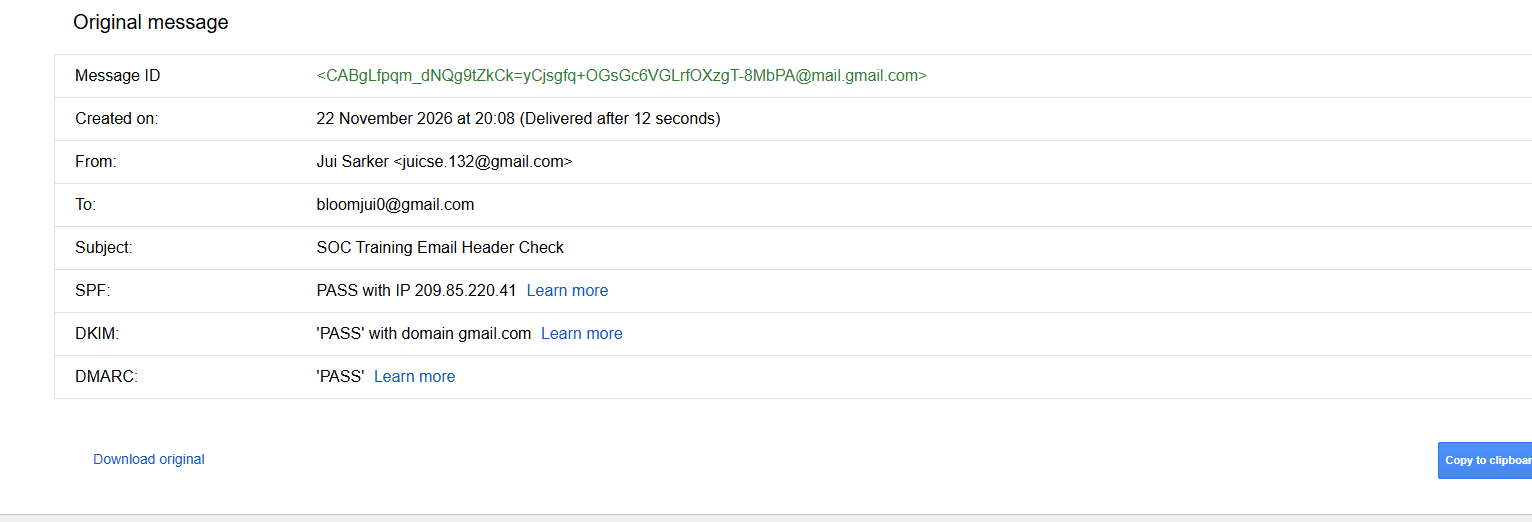 Original message
Message ID <CABgLfpqm_dNQg9tZkCk=yCjsgfq+OGsGc6VGLrfOXzgT-8MbPA@mail.gmail.com>
Created on: 22 November 2026 at 20:08 (Delivered after 12 seconds)
From: Jui Sarker <juicse.132@gmail.com>
To: bloomjui0@gmail.com
Subject: SOC Training Email Header Check
SPF: PASS with IP 209.85.220.41 Learn more
DKIM: 'PASS' with domain gmail.com Learn more
DMARC: 'PASS' Learn more
Download original
Copy to clipboar